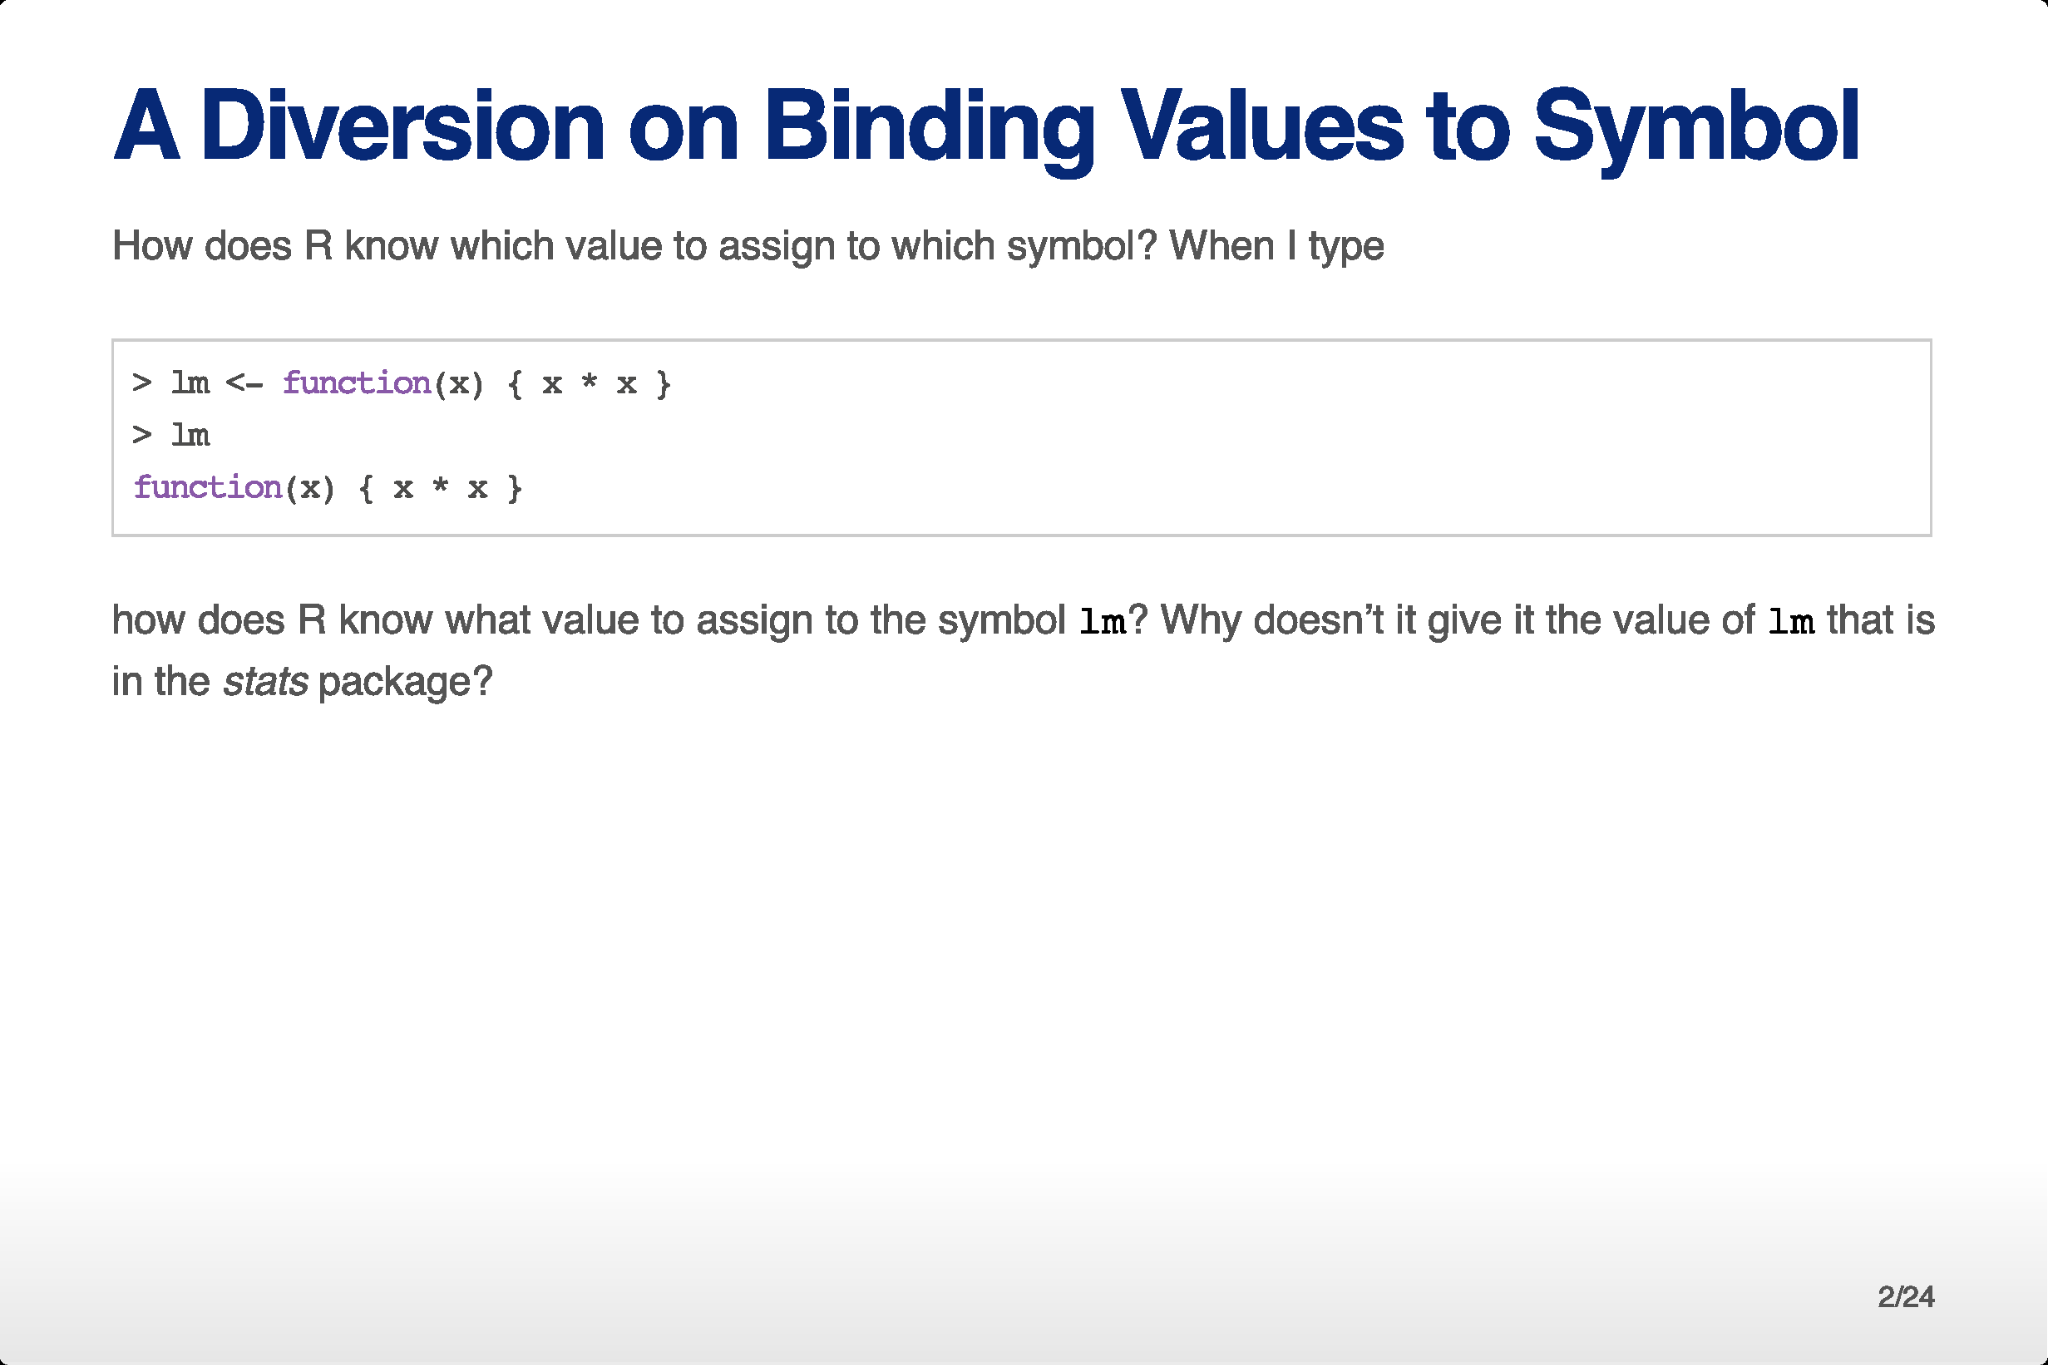 A Diversion on Binding Values to Symbol
How does R know which value to assign to which symbol? When I type
> lm <- function(x) { x * x }
> lm
function(x) { x * x }
how does R know what value to assign to the symbol lm? Why doesn’t it give it the value of lm that is
in the stats package?
2/24